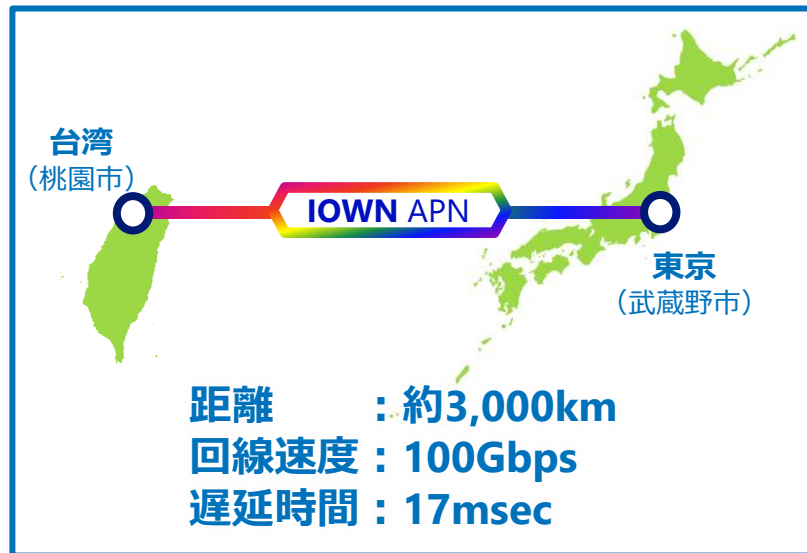 台湾
（桃園市）
IOWN APN
東京
（武蔵野市）
距離　　　：約3,000km
回線速度：100Gbps
遅延時間：17msec